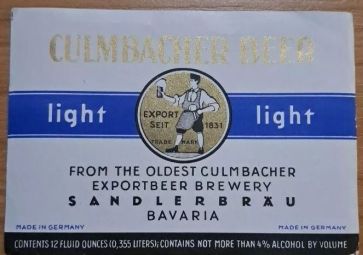 CULMBACHER BEER
light
light
EXPORT
SEIT 1831
TRADE MARK
FROM THE OLDEST CULMBACHER
EXPORTBEER BREWERY
SANDLERBRÄU
BAVARIA
MADE IN GERMANY
MADE IN GERMANY
CONTENTS 12 FLUID OUNCES (0,355 LITERS); CONTAINS NOT MORE THAN 4% ALCOHOL BY VOLUME